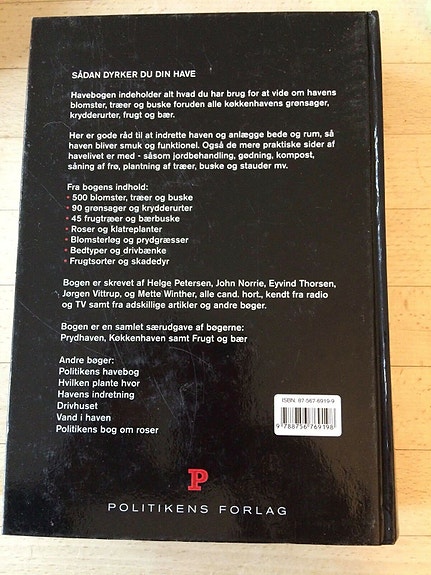 SÅDAN DYRKER DU DIN HAVE
Havebogen indeholder alt hvad du har brug for at vide om havens
blomster, træer og buske foruden alle køkkenhavens grønsager,
krydderurter, frugt og bær.
Her er gode råd til at indrette haven og anlægge bede og rum, så
haven bliver smuk og funktionel. Også de mere praktiske sider af
havelivet er med - såsom jordbehandling, gødning, kompost,
såning af frø, plantning af træer, buske og stauder mv.
Fra bogens indhold:
• 500 blomster, træer og buske
• 90 grønsager og krydderurter
• 45 frugttræer og bærbuske
• Roser og klatreplanter
• Blomsterløg og prydgræsser
• Bedtyper og drivbænke
• Frugtsorter og skadedyr
Bogen er skrevet af Helge Petersen, John Norrie, Eyvind Thorsen,
Jørgen Vittrup, og Mette Winther, alle cand. hort., kendt fra radio
og TV samt fra adskillige artikler og andre bøger.
Bogen er en samlet særudgave af bøgerne:
Prydhaven, Køkkenhaven samt Frugt og bær
Andre bøger:
Politikens havebog
Hvilken plante hvor
Havens indretning
Drivhuset
Vand i haven
Politikens bog om roser
ISBN 87-567-6919-9
9 788756 769198
P
POLITIKENS FORLAG